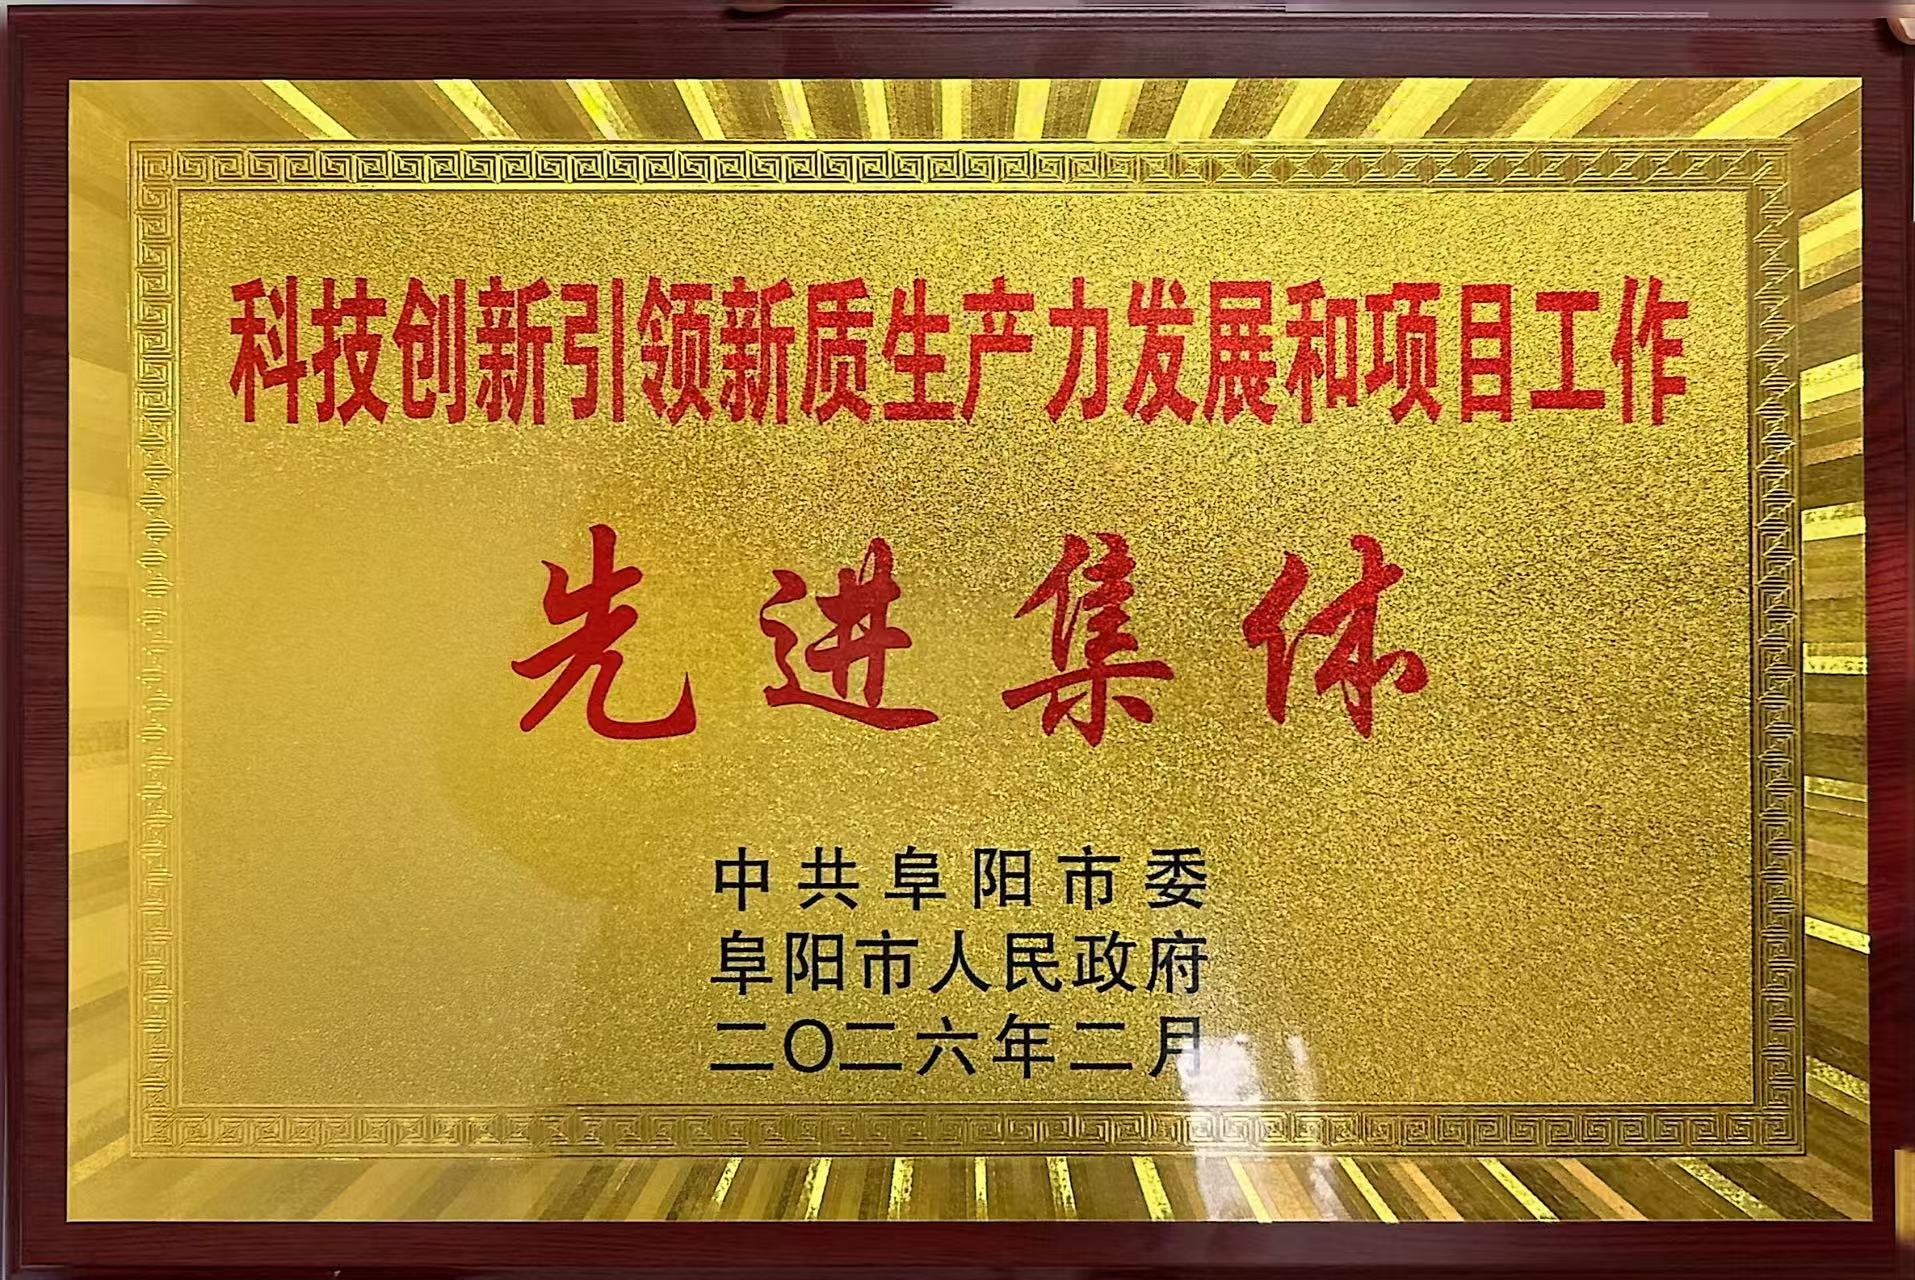 科技创新引领新质生产力发展和项目工作
先进集体
中共阜阳市委
阜阳市人民政府
二〇二六年二月